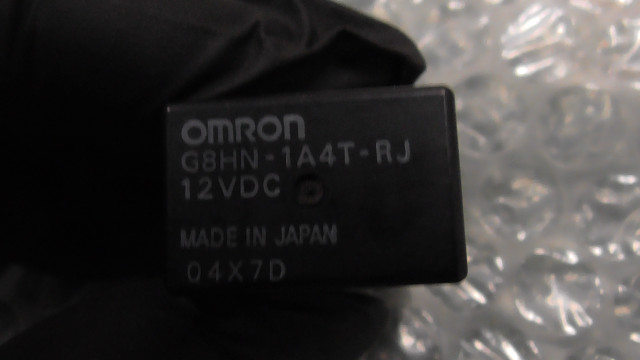 OMRON
G8HN-1A4T-RJ
12VDC
MADE IN JAPAN
04X7D